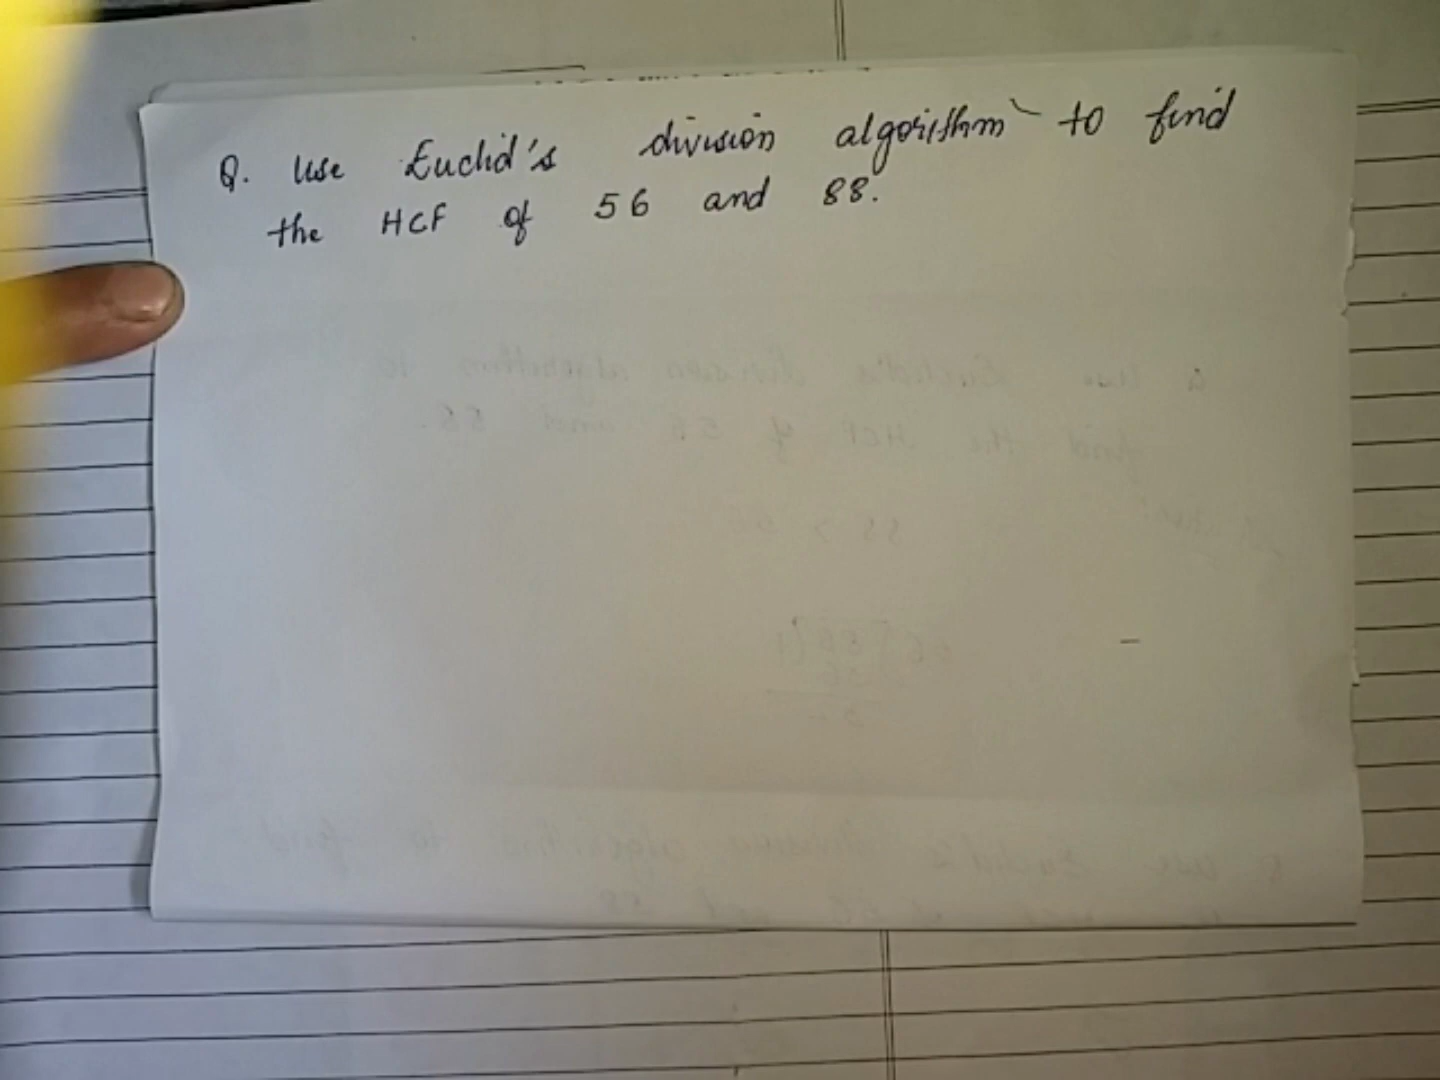 Q. Use Euclid's division algorithm to find
the HCF of 56 and 88.